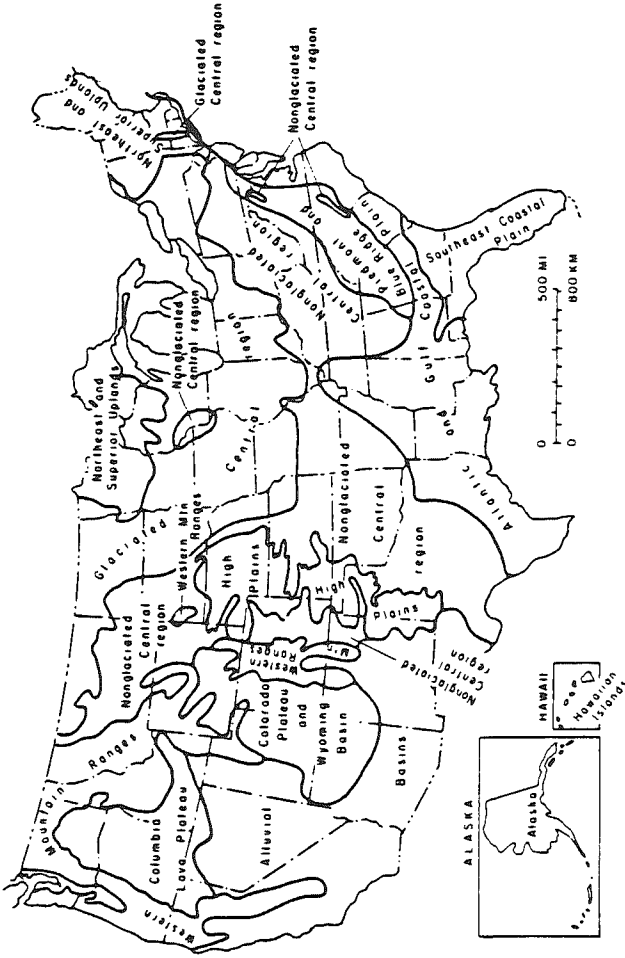 Western
Mountain
Ranges
Columbia
Lava Plateau
Alluvial
Basins
Colorado
Plateau
and
Wyoming
Basin
Nonglaciated
Central
region
Western Mtn
Ranges
Western
Ranges
M'n
High
Plains
High
Plains
Nonglaciated
Central
region
Nonglaciated
Central
region
Glaciated
Central
region
Northeast and
Superior Uplands
Nonglaciated
Central region
Northeast and
Superior Uplands
Glaciated
Central region
Nonglaciated
Central region
Nonglaciated
Central
region
Piedmont and
Blue Ridge
Atlantic
and
Gulf
Coastal
Plain
Southeast Coastal
Plain
ALASKA
Alaska
HAWAII
Hawaiian
Islands
0 500 MI
0 800 KM